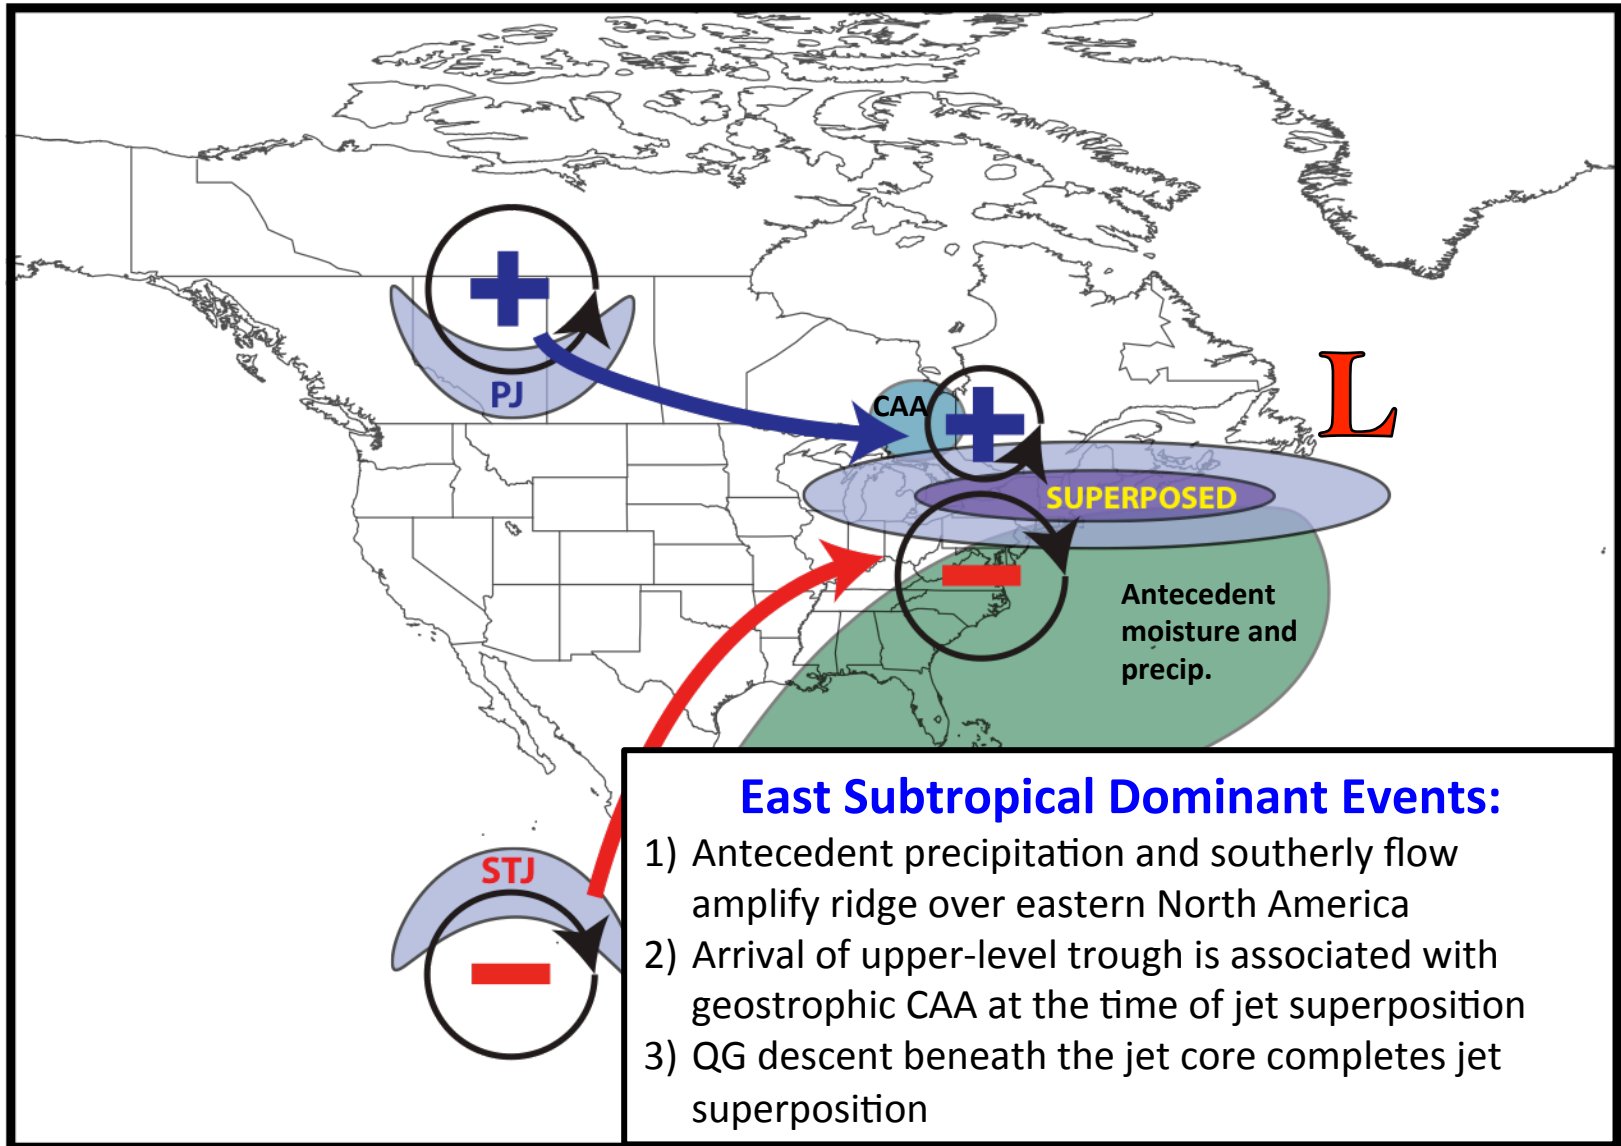 PJ
CAA
L
SUPERPOSED
Antecedent
moisture and
precip.
STJ
East Subtropical Dominant Events:
1) Antecedent precipitation and southerly flow
amplify ridge over eastern North America
2) Arrival of upper-level trough is associated with
geostrophic CAA at the time of jet superposition
3) QG descent beneath the jet core completes jet
superposition